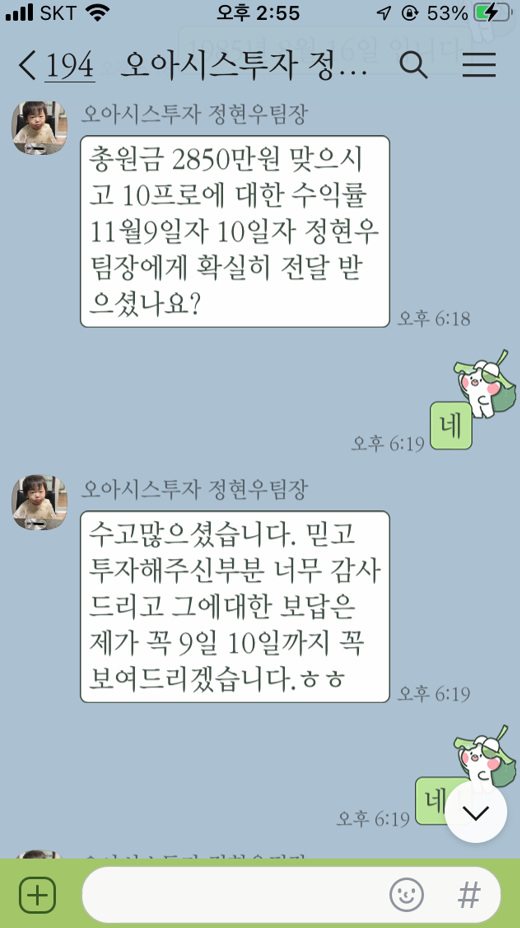 SKT 오후 2:55 53%
194 오아시스투자 정...
오아시스투자 정현우팀장
총원금 2850만원 맞으시
고 10프로에 대한 수익률
11월9일자 10일자 정현우
팀장에게 확실히 전달 받
으셨나요?
오후 6:18
네
오후 6:19
오아시스투자 정현우팀장
수고많으셨습니다. 믿고
투자해주신부분 너무 감사
드리고 그에대한 보답은
제가 꼭 9일 10일까지 꼭
보여드리겠습니다.ㅎㅎ
오후 6:19
네
오후 6:19
#